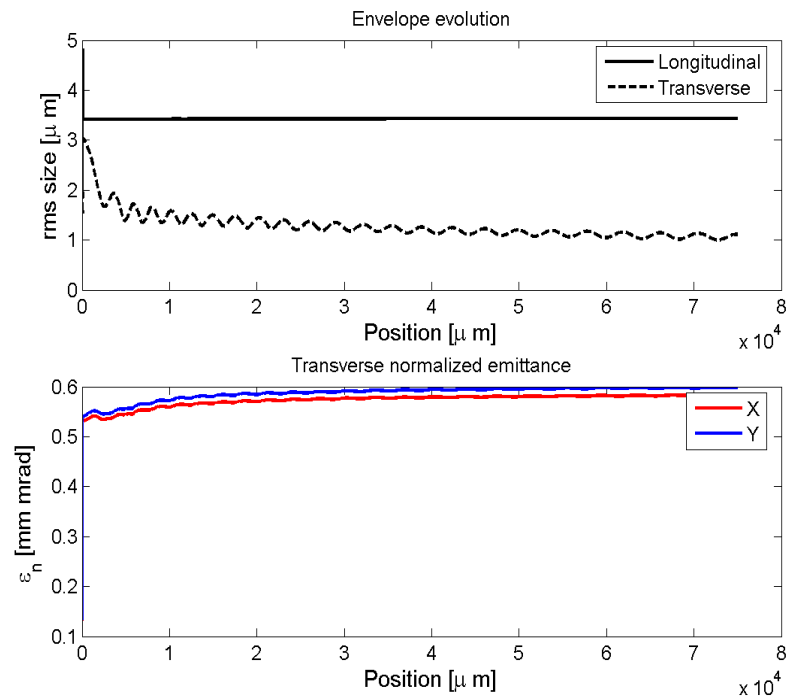 Envelope evolution
rms size [μ m]
5
4
3
2
1
0
Longitudinal
Transverse
0 1 2 3 4 5 6 7 8
Position [μ m]
x 10^4
Transverse normalized emittance
ε_n [mm mrad]
0.6
0.5
0.4
0.3
0.2
0.1
X
Y
0 1 2 3 4 5 6 7 8
Position [μ m]
x 10^4